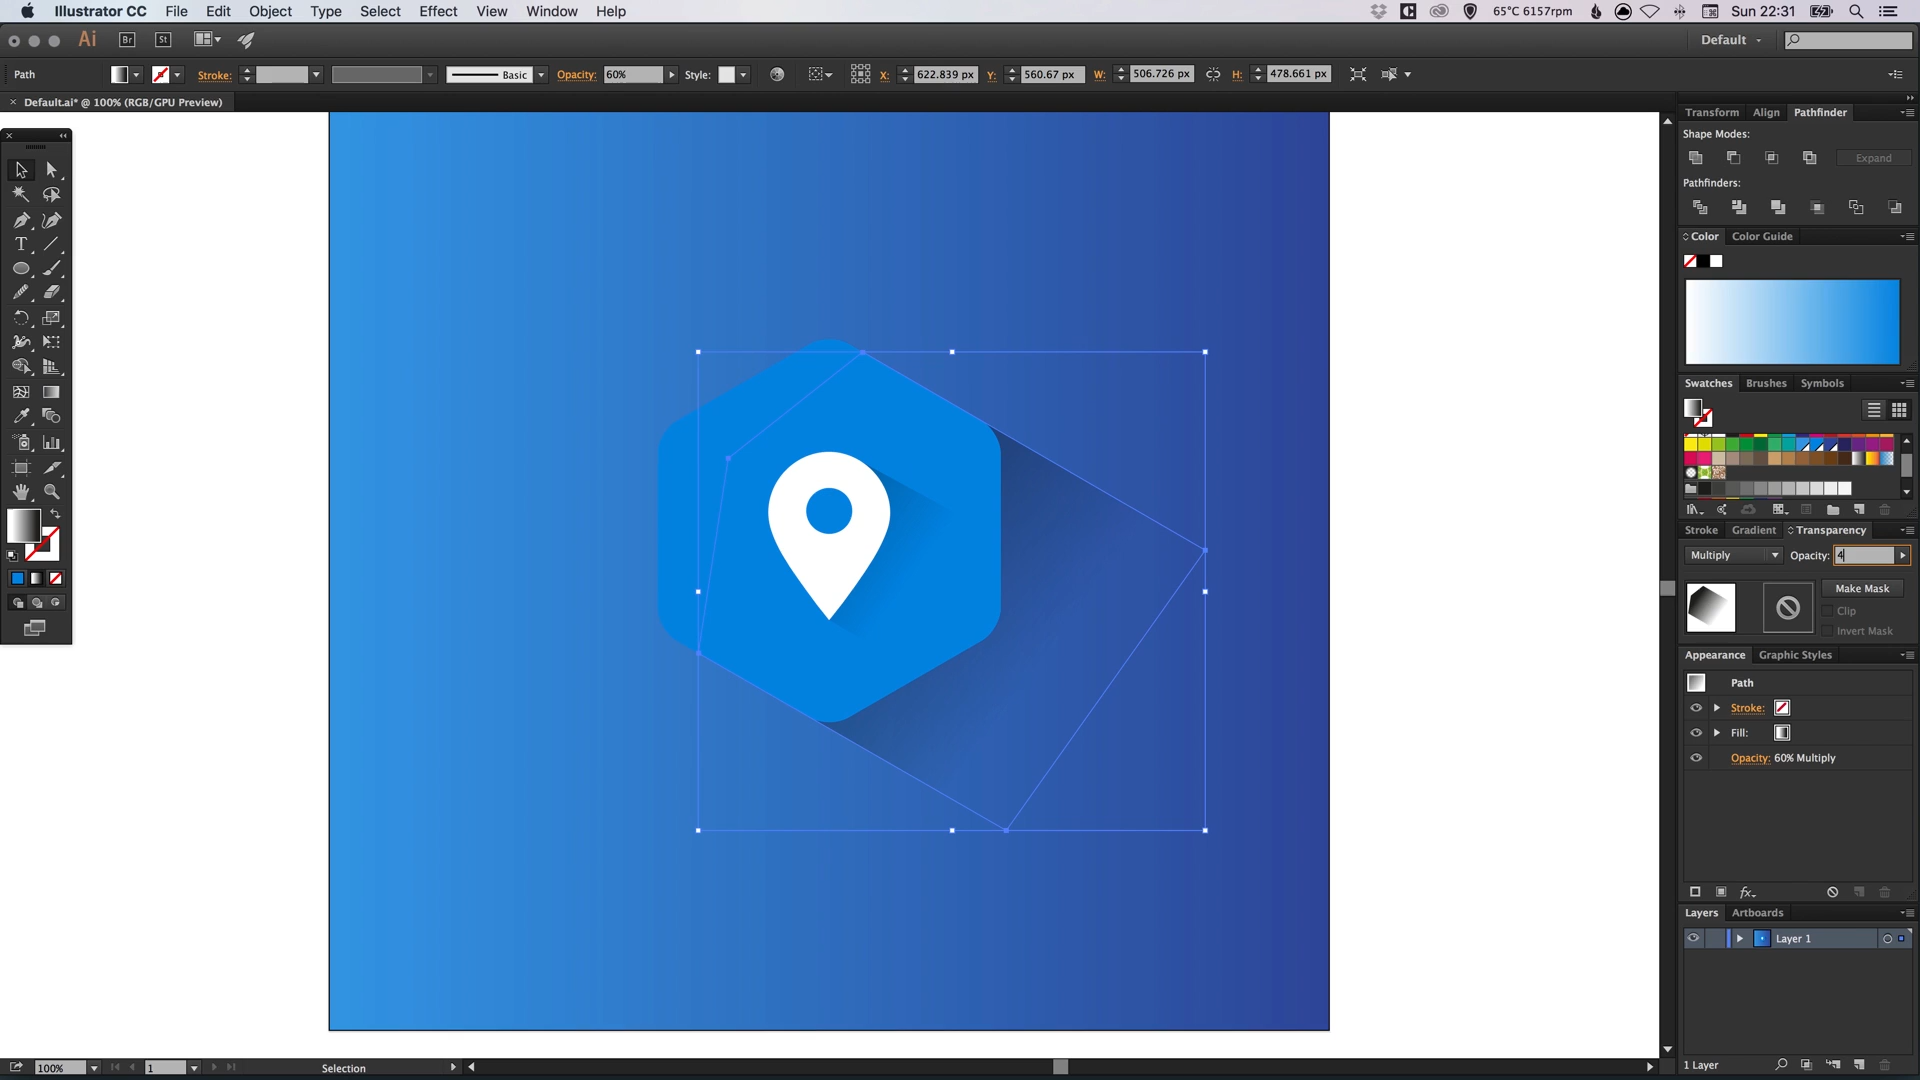 Illustrator CC File Edit Object Type Select Effect View Window Help 65°C 6157rpm Sun 22:31
Ai Br St Default
Path Stroke: Basic Opacity: 60% Style: X: 622.839 px Y: 560.67 px W: 506.726 px H: 478.661 px
× Default.ai* @ 100% (RGB/GPU Preview)
Transform Align Pathfinder
Shape Modes:
Expand
Pathfinders:
Color Color Guide
Swatches Brushes Symbols
Stroke Gradient Transparency
Multiply Opacity: 4
Make Mask
Clip
Invert Mask
Appearance Graphic Styles
Path
Stroke:
Fill:
Opacity: 60% Multiply
fx
Layers Artboards
Layer 1
1 Layer
100% 1 Selection